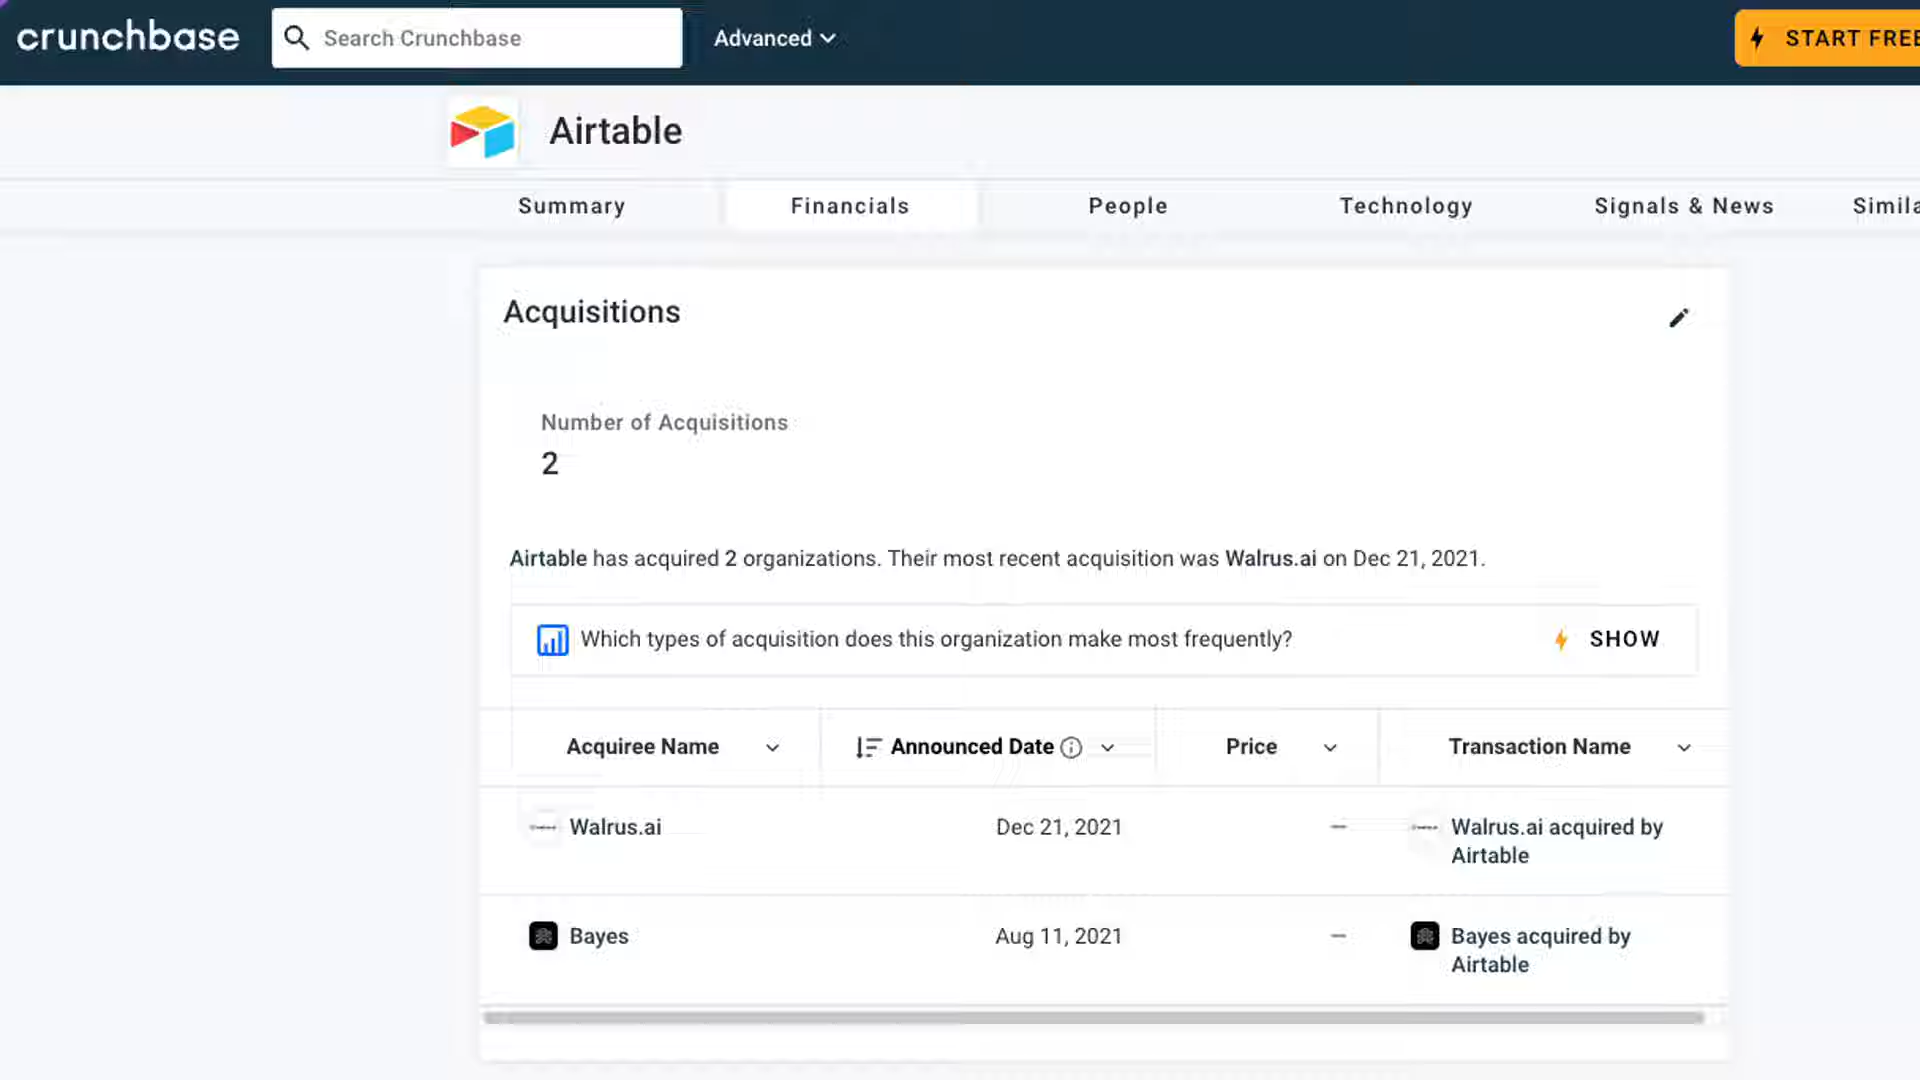 crunchbase
Search Crunchbase
Advanced
START FREE
Airtable
Summary
Financials
People
Technology
Signals & News
Acquisitions
Number of Acquisitions
2
Airtable has acquired 2 organizations. Their most recent acquisition was Walrus.ai on Dec 21, 2021.
Which types of acquisition does this organization make most frequently?
SHOW
Acquiree Name
Announced Date
Price
Transaction Name
Walrus.ai
Dec 21, 2021
—
Walrus.ai acquired by
Airtable
Bayes
Aug 11, 2021
—
Bayes acquired by
Airtable